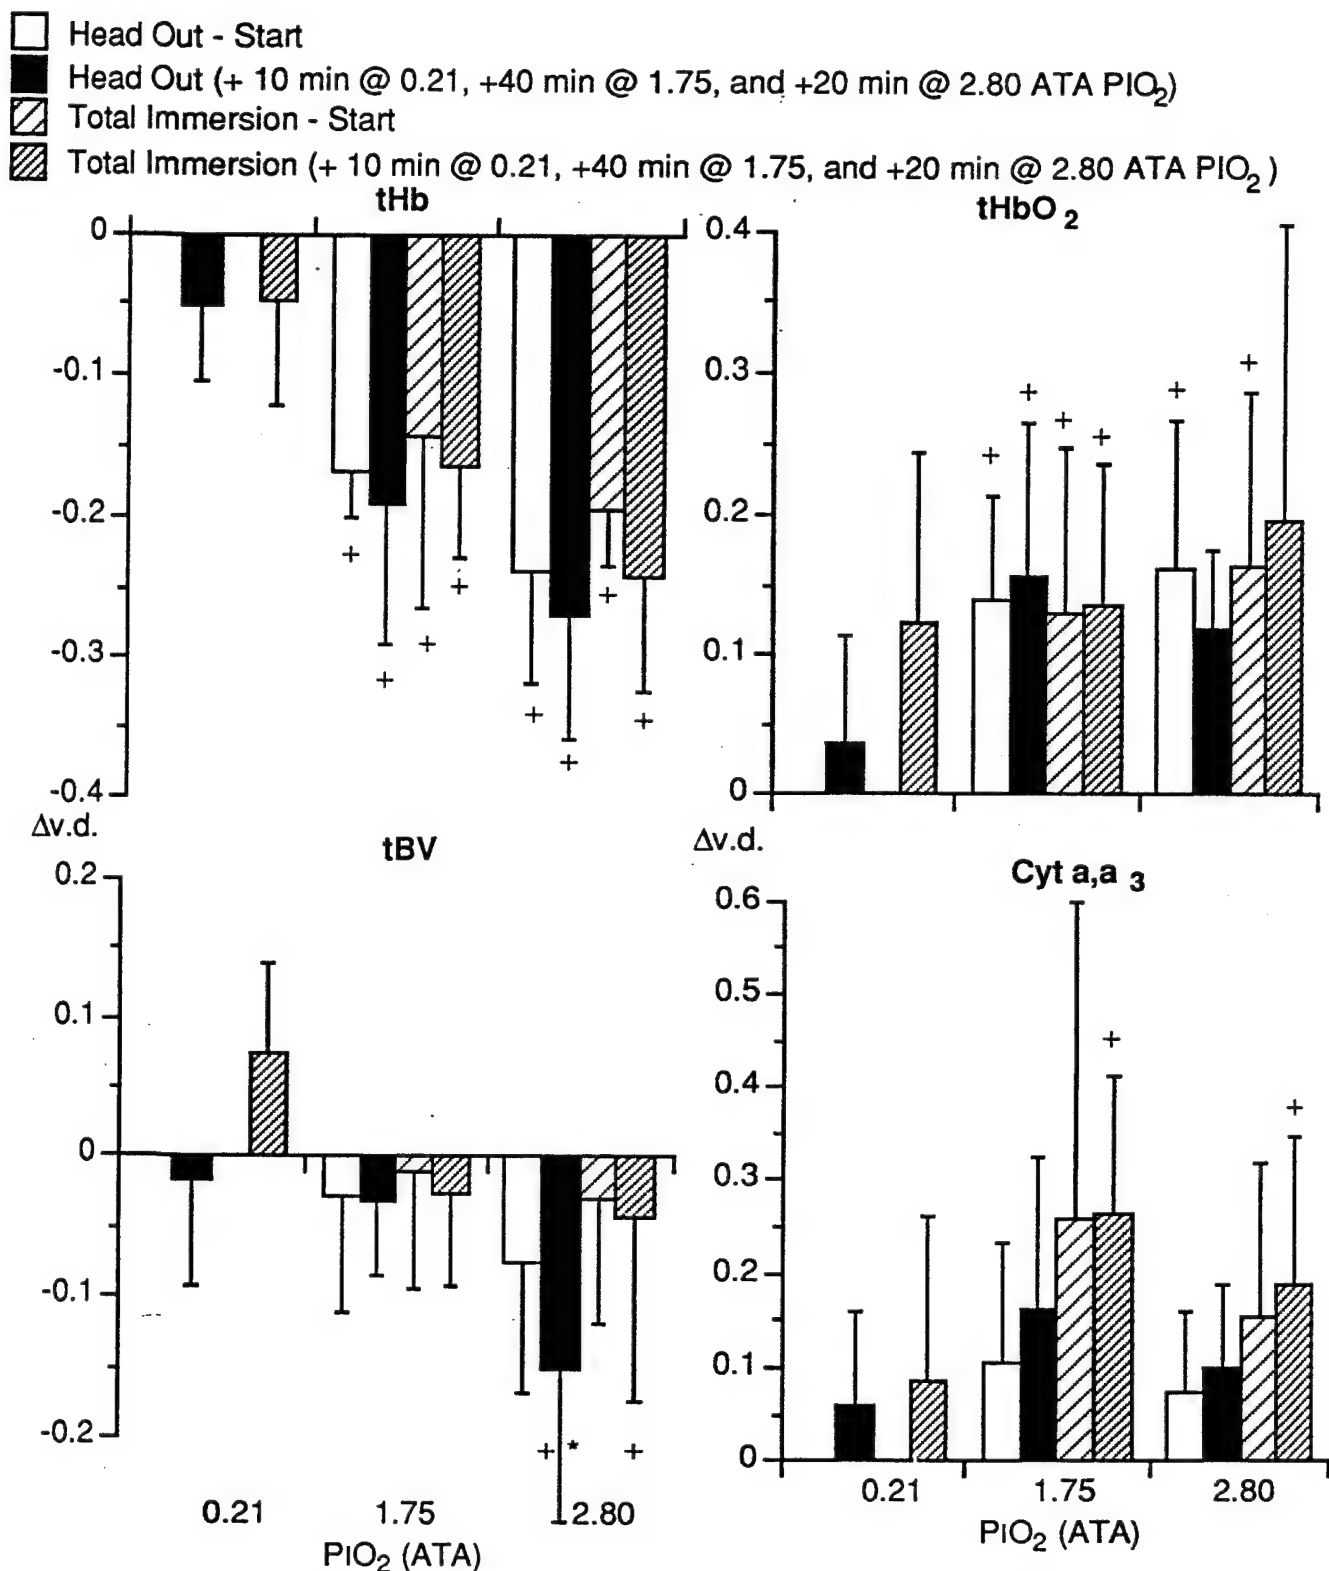 Head Out - Start
Head Out (+ 10 min @ 0.21, +40 min @ 1.75, and +20 min @ 2.80 ATA PIO2)
Total Immersion - Start
Total Immersion (+ 10 min @ 0.21, +40 min @ 1.75, and +20 min @ 2.80 ATA PIO2)
tHb
0
-0.1
-0.2
-0.3
-0.4
Δv.d.
+ + + + + + + +
tHbO2
0.4
0.3
0.2
0.1
0
Δv.d.
+ + + + + +
tBV
0.2
0.1
0
-0.1
-0.2
+ * +
0.21 1.75 2.80
PIO2 (ATA)
Cyt a,a3
0.6
0.5
0.4
0.3
0.2
0.1
0
+ +
0.21 1.75 2.80
PIO2 (ATA)